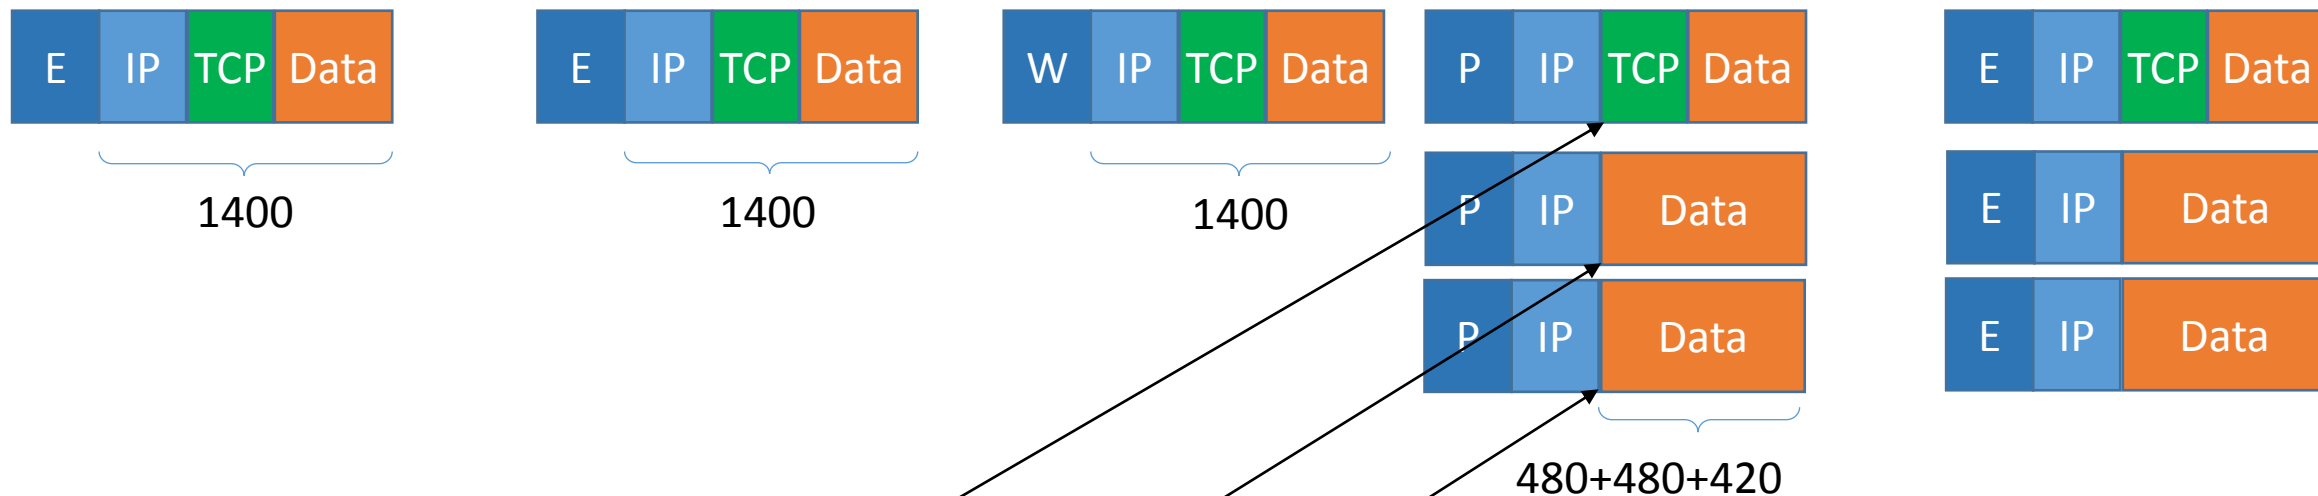 E IP TCP Data
E IP TCP Data
W IP TCP Data
P IP TCP Data
E IP TCP Data
P IP Data
E IP Data
1400
1400
1400
P IP Data
E IP Data
480+480+420